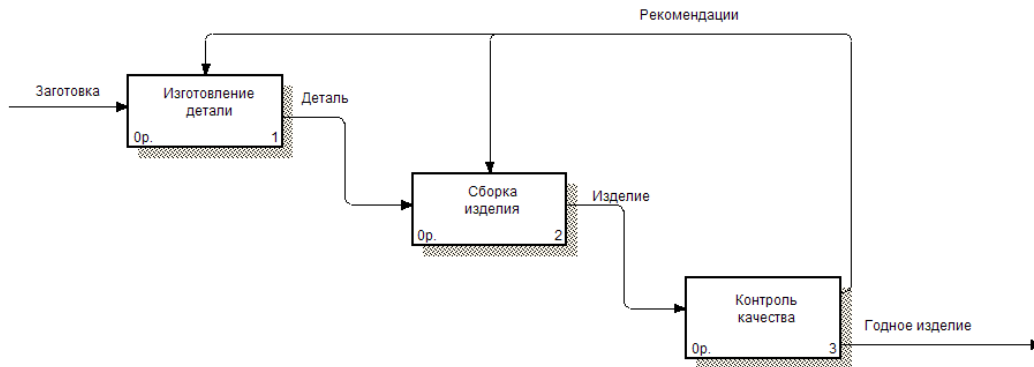 Рекомендации
Заготовка
Изготовление
детали
0р.
1
Деталь
Сборка
изделия
0р.
2
Изделие
Контроль
качества
0р.
3
Годное изделие